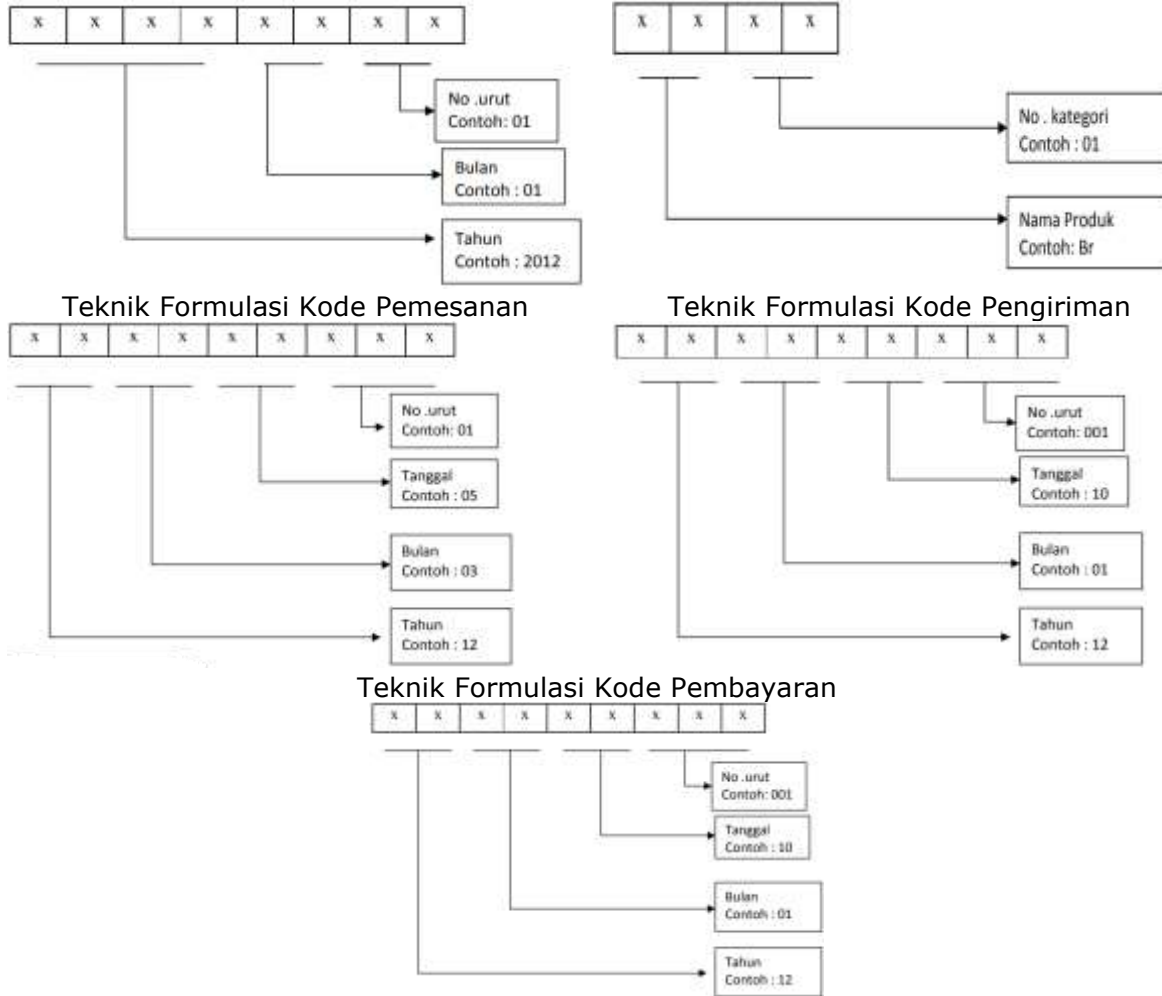 X X X X X X X X
No .urut
Contoh: 01
Bulan
Contoh : 01
Tahun
Contoh : 2012
X X X X
No . kategori
Contoh : 01
Nama Produk
Contoh: Br
Teknik Formulasi Kode Pemesanan
X X X X X X X X X
No .urut
Contoh: 01
Tanggal
Contoh : 05
Bulan
Contoh : 03
Tahun
Contoh : 12
Teknik Formulasi Kode Pengiriman
X X X X X X X X X
No .urut
Contoh: 001
Tanggal
Contoh : 10
Bulan
Contoh : 01
Tahun
Contoh : 12
Teknik Formulasi Kode Pembayaran
X X X X X X X X
No .urut
Contoh: 001
Tanggal
Contoh : 10
Bulan
Contoh : 01
Tahun
Contoh : 12